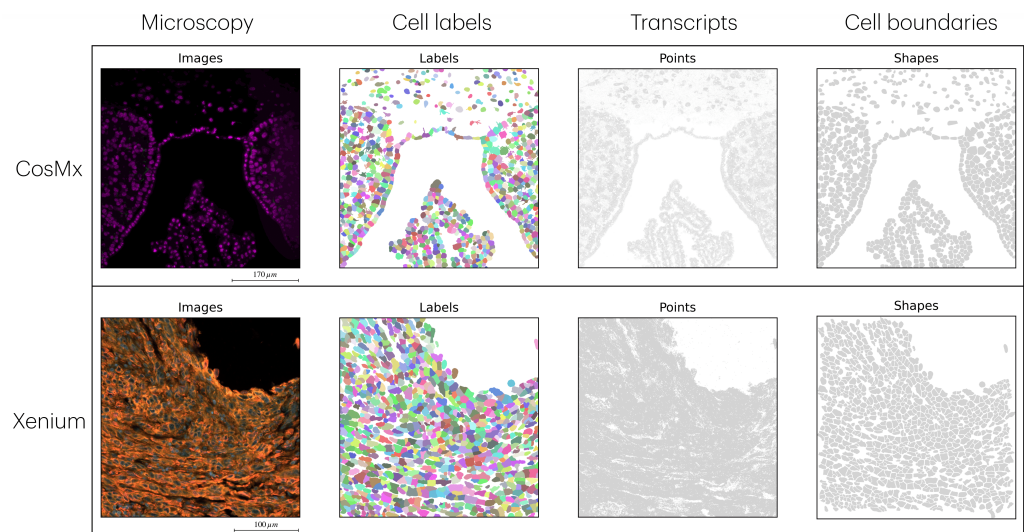 Microscopy Cell labels Transcripts Cell boundaries
Images Labels Points Shapes
CosMx
170 μm
Images Labels Points Shapes
Xenium
100 μm